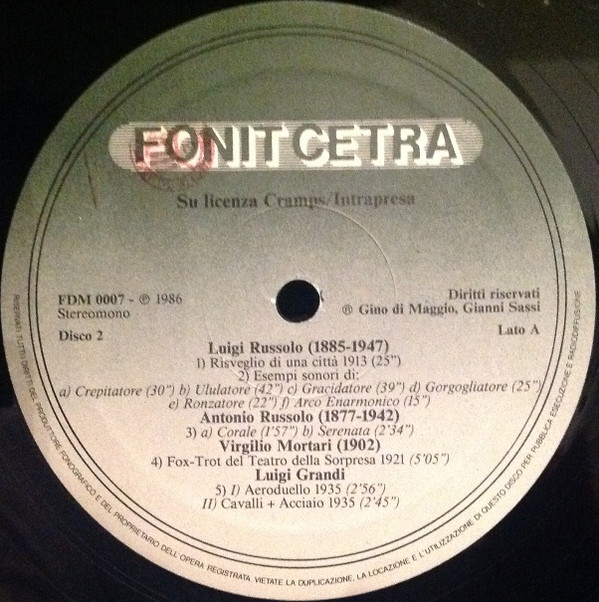 FONIT CETRA
Su licenza Cramps/Intrapresa
FDM 0007 - ℗ 1986
Stereomono
Disco 2
Diritti riservati
® Gino di Maggio, Gianni Sassi
Lato A
Luigi Russolo (1885-1947)
1) Risveglio di una città 1913 (25")
2) Esempi sonori di:
a) Crepitatore (30") b) Ululatore (42") c) Gracidatore (39") d) Gorgogliatore (25")
e) Ronzatore (22") f) Arco Enarmonico (15")
Antonio Russolo (1877-1942)
3) a) Corale (1'57") b) Serenata (2'34")
Virgilio Mortari (1902)
4) Fox-Trot del Teatro della Sorpresa 1921 (5'05")
Luigi Grandi
5) I) Aeroduello 1935 (2'56")
II) Cavalli + Acciaio 1935 (2'45")
RISERVATI TUTTI I DIRITTI DEL PRODUTTORE FONOGRAFICO E DEL PROPRIETARIO DELL'OPERA REGISTRATA. VIETATE LA DUPLICAZIONE, LA LOCAZIONE E L'UTILIZZAZIONE DI QUESTO DISCO PER PUBBLICA ESECUZIONE E RADIODIFFUSIONE